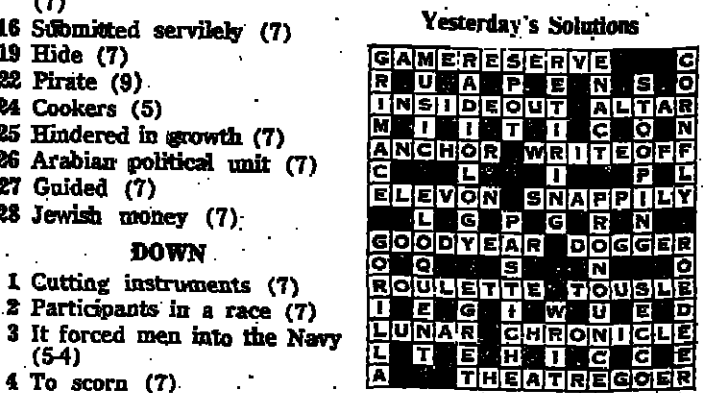 (7)
16 Submitted servilely (7)
19 Hide (7)
22 Pirate (9)
24 Cookers (5)
25 Hindered in growth (7)
26 Arabian political unit (7)
27 Guided (7)
28 Jewish money (7)
DOWN
1 Cutting instruments (7)
2 Participants in a race (7)
3 It forced men into the Navy
(5-4)
4 To scorn (7)
Yesterday's Solutions
GAMERESERVE C
R U A P E N S O
INSIDEOUT ALTAR
M I I T I C O N
ANCHOR WRITEOFF
C L I P L
ELEVON SNAPPILY
L G P G R N
GOODYEAR DOGGER
O Q S N O
ROULETTE TOUSLE
I E G I W U E D
LUNAR CHRONICLE
L T E H I C G E
A THEATREGOER